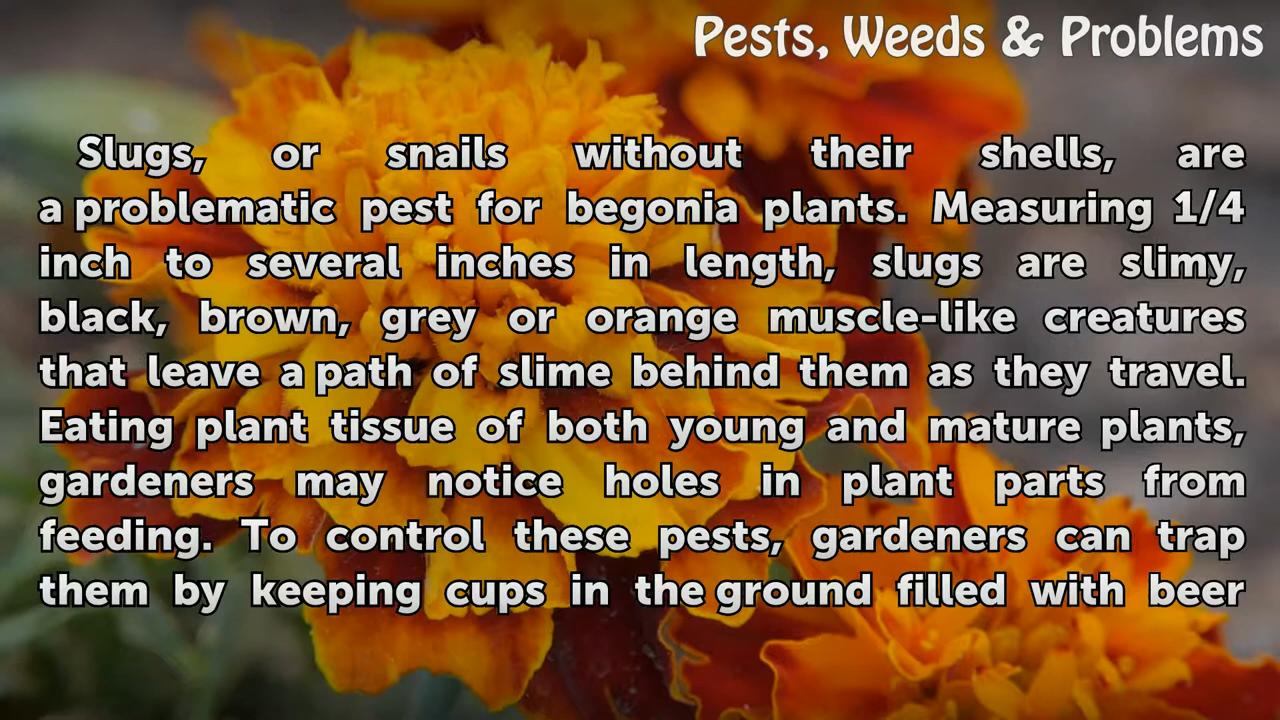 Pests, Weeds & Problems
Slugs, or snails without their shells, are
a problematic pest for begonia plants. Measuring 1/4
inch to several inches in length, slugs are slimy,
black, brown, grey or orange muscle-like creatures
that leave a path of slime behind them as they travel.
Eating plant tissue of both young and mature plants,
gardeners may notice holes in plant parts from
feeding. To control these pests, gardeners can trap
them by keeping cups in the ground filled with beer